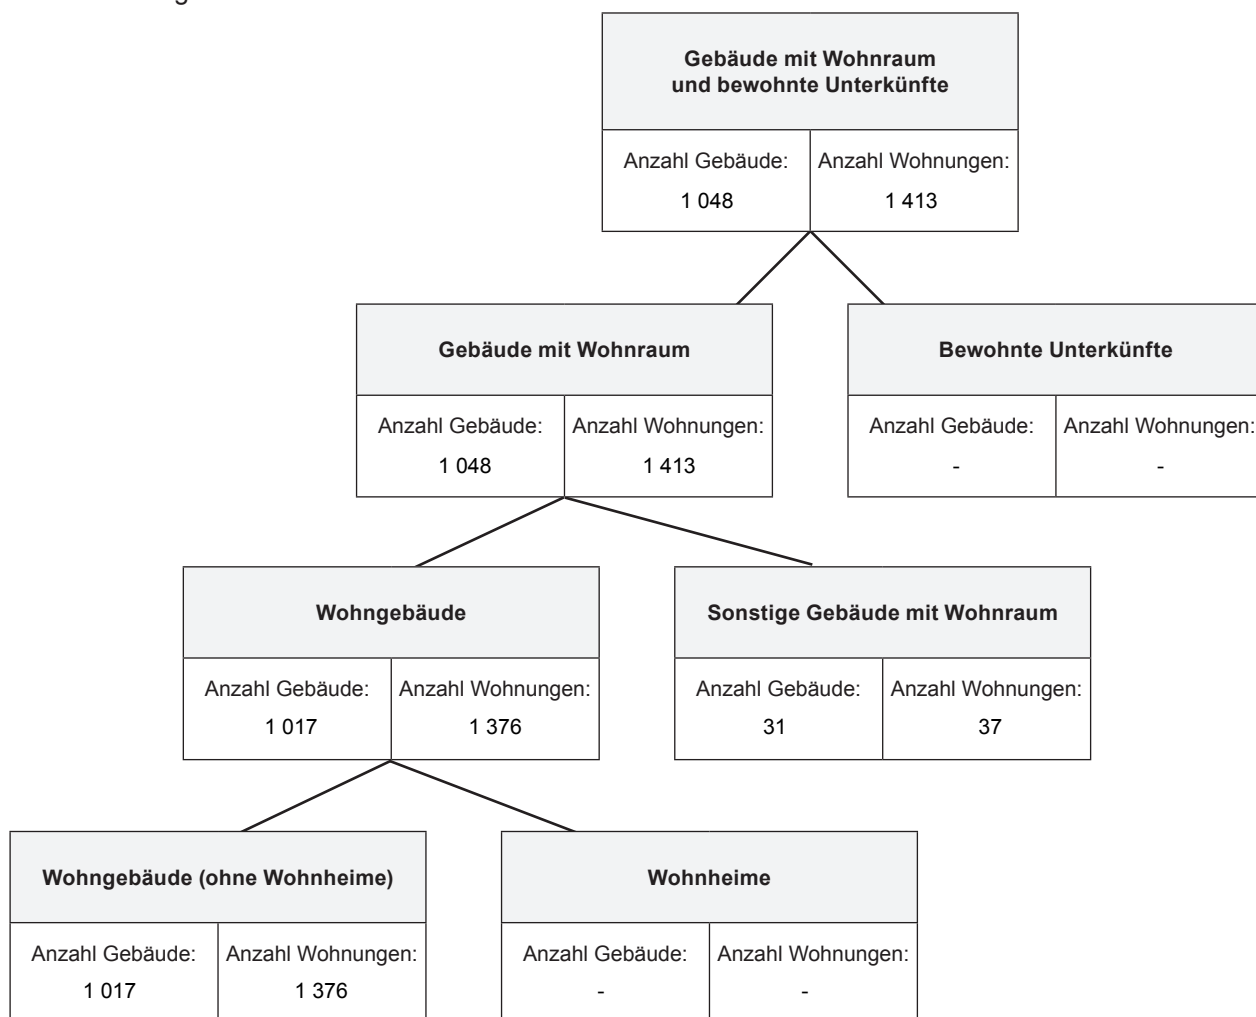 Gebäude mit Wohnraum
und bewohnte Unterkünfte
Anzahl Gebäude:
1 048
Anzahl Wohnungen:
1 413
Gebäude mit Wohnraum
Anzahl Gebäude:
1 048
Anzahl Wohnungen:
1 413
Bewohnte Unterkünfte
Anzahl Gebäude:
-
Anzahl Wohnungen:
-
Wohngebäude
Anzahl Gebäude:
1 017
Anzahl Wohnungen:
1 376
Sonstige Gebäude mit Wohnraum
Anzahl Gebäude:
31
Anzahl Wohnungen:
37
Wohngebäude (ohne Wohnheime)
Anzahl Gebäude:
1 017
Anzahl Wohnungen:
1 376
Wohnheime
Anzahl Gebäude:
-
Anzahl Wohnungen:
-